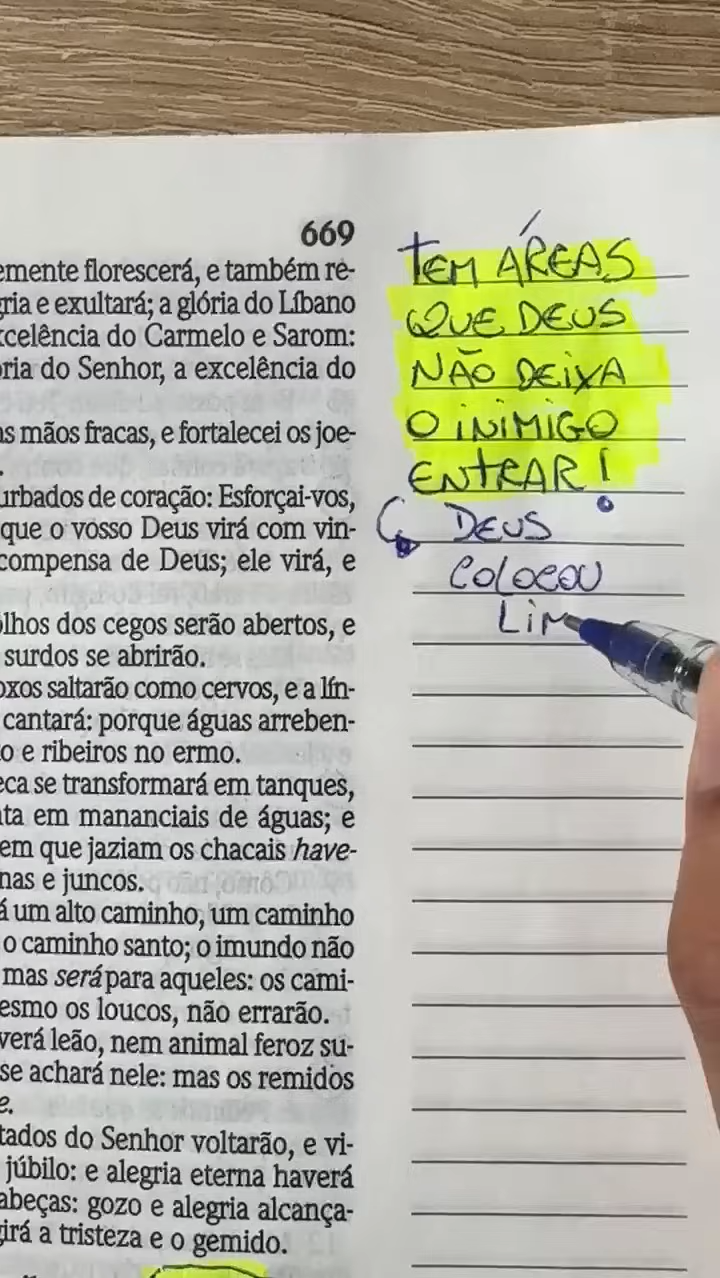 669
emente florescerá, e também re-
gria e exultará; a glória do Líbano
xcelência do Carmelo e Sarom:
ória do Senhor, a excelência do
as mãos fracas, e fortalecei os joe-
.
urbados de coração: Esforçai-vos,
que o vosso Deus virá com vin-
compensa de Deus; ele virá, e
olhos dos cegos serão abertos, e
surdos se abrirão.
oxos saltarão como cervos, e a lín-
cantará: porque águas arreben-
o e ribeiros no ermo.
eca se transformará em tanques,
nta em mananciais de águas; e
em que jaziam os chacais have-
nas e juncos.
á um alto caminho, um caminho
o caminho santo; o imundo não
mas será para aqueles: os cami-
esmo os loucos, não errarão.
verá leão, nem animal feroz su-
se achará nele: mas os remidos
e.
tados do Senhor voltarão, e vi-
júbilo: e alegria eterna haverá
abeças: gozo e alegria alcança-
girá a tristeza e o gemido.
TEM ÁREAS
QUE DEUS
NÃO DEIXA
O INIMIGO
ENTRAR!
DEUS
COLOCOU
LIM